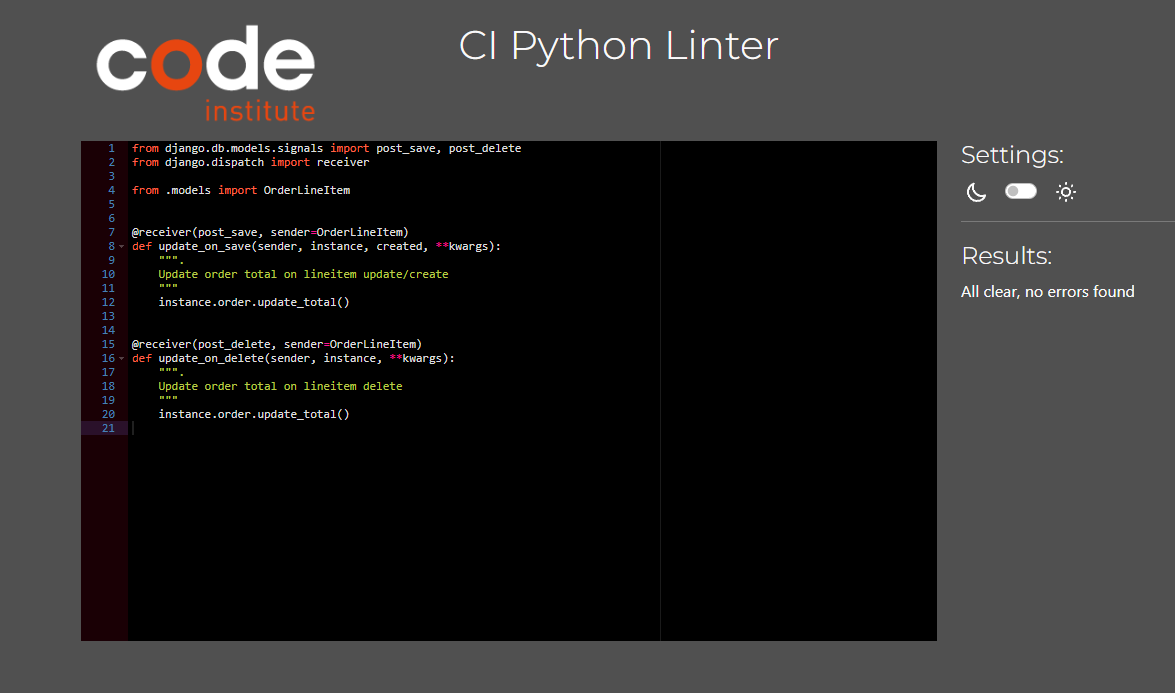 code
institute
CI Python Linter
1 from django.db.models.signals import post_save, post_delete
2 from django.dispatch import receiver
3
4 from .models import OrderLineItem
5
6
7 @receiver(post_save, sender=OrderLineItem)
8 def update_on_save(sender, instance, created, **kwargs):
9     """.
10     Update order total on lineitem update/create
11     """
12     instance.order.update_total()
13
14
15 @receiver(post_delete, sender=OrderLineItem)
16 def update_on_delete(sender, instance, **kwargs):
17     """.
18     Update order total on lineitem delete
19     """
20     instance.order.update_total()
21
Settings:
Results:
All clear, no errors found